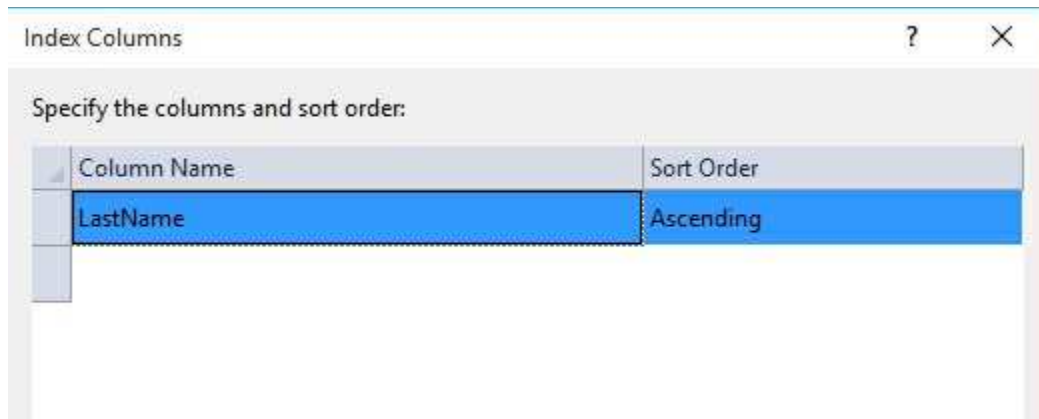 Index Columns ?
Specify the columns and sort order:
Column Name Sort Order
LastName Ascending